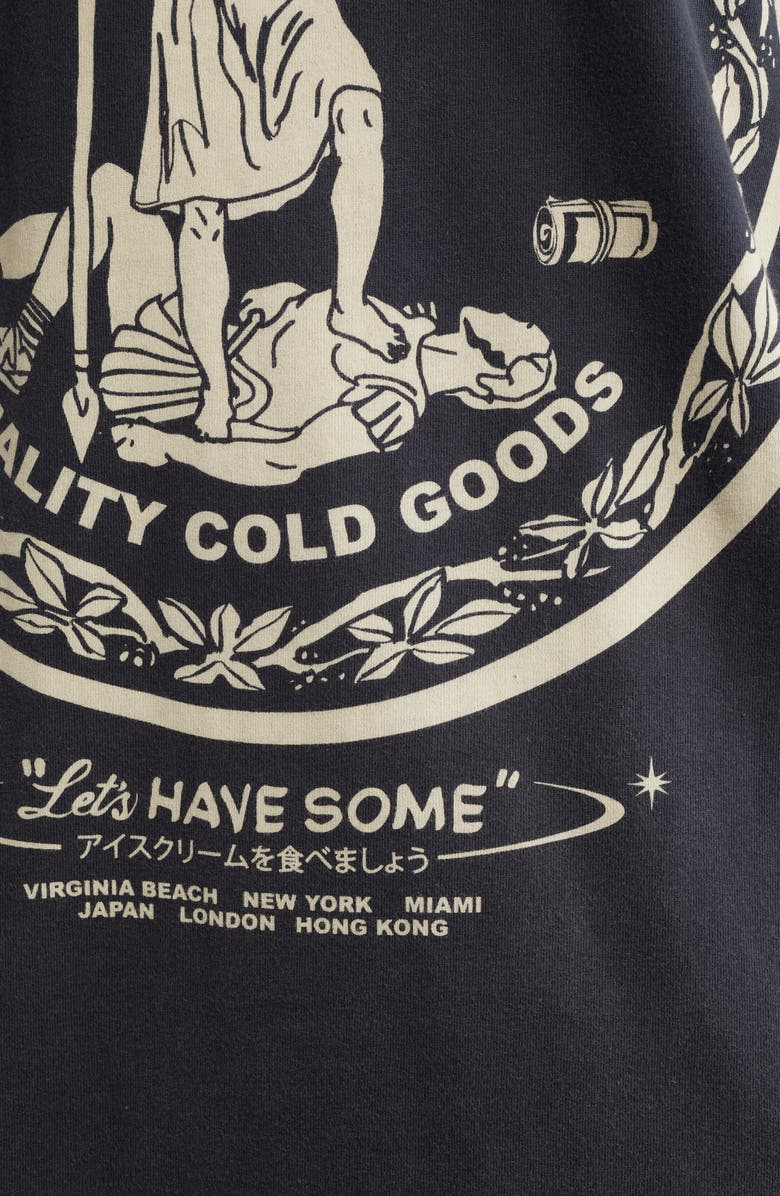 ALITY COLD GOODS
"Let's HAVE SOME"
アイスクリームを食べましょう
VIRGINIA BEACH NEW YORK MIAMI
JAPAN LONDON HONG KONG